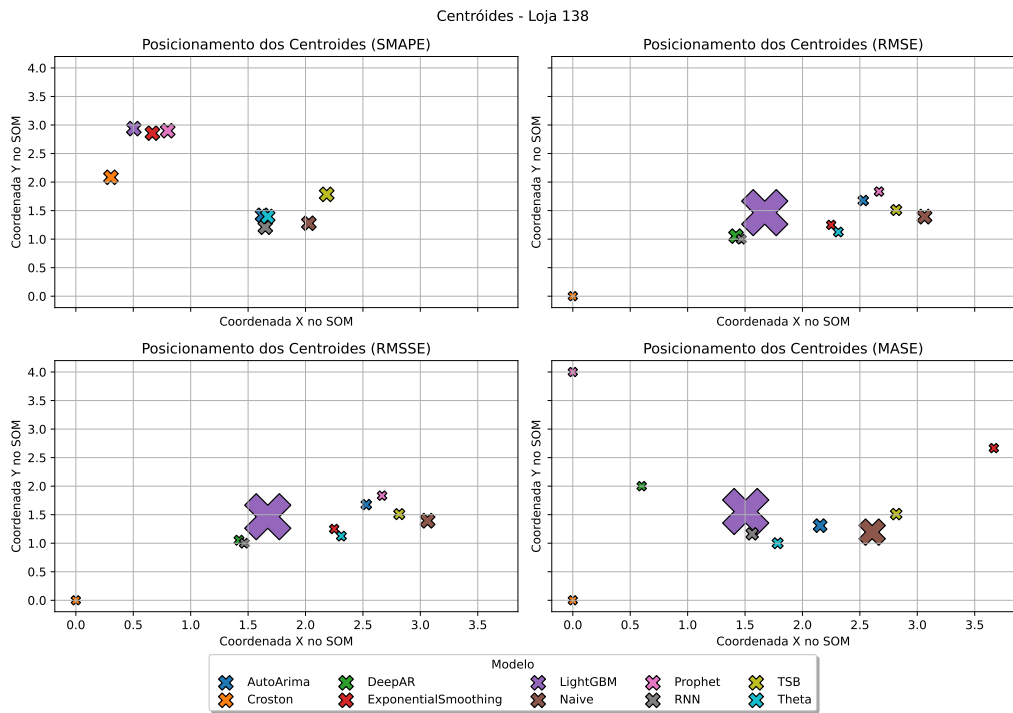 Centróides - Loja 138
Posicionamento dos Centroides (SMAPE)
Coordenada Y no SOM
4.0
3.5
3.0
2.5
2.0
1.5
1.0
0.5
0.0
Coordenada X no SOM
Posicionamento dos Centroides (RMSE)
Coordenada Y no SOM
Coordenada X no SOM
Posicionamento dos Centroides (RMSSE)
Coordenada Y no SOM
4.0
3.5
3.0
2.5
2.0
1.5
1.0
0.5
0.0
0.0 0.5 1.0 1.5 2.0 2.5 3.0 3.5
Coordenada X no SOM
Posicionamento dos Centroides (MASE)
Coordenada Y no SOM
0.0 0.5 1.0 1.5 2.0 2.5 3.0 3.5
Coordenada X no SOM
Modelo
AutoArima DeepAR LightGBM Prophet TSB
Croston ExponentialSmoothing Naive RNN Theta